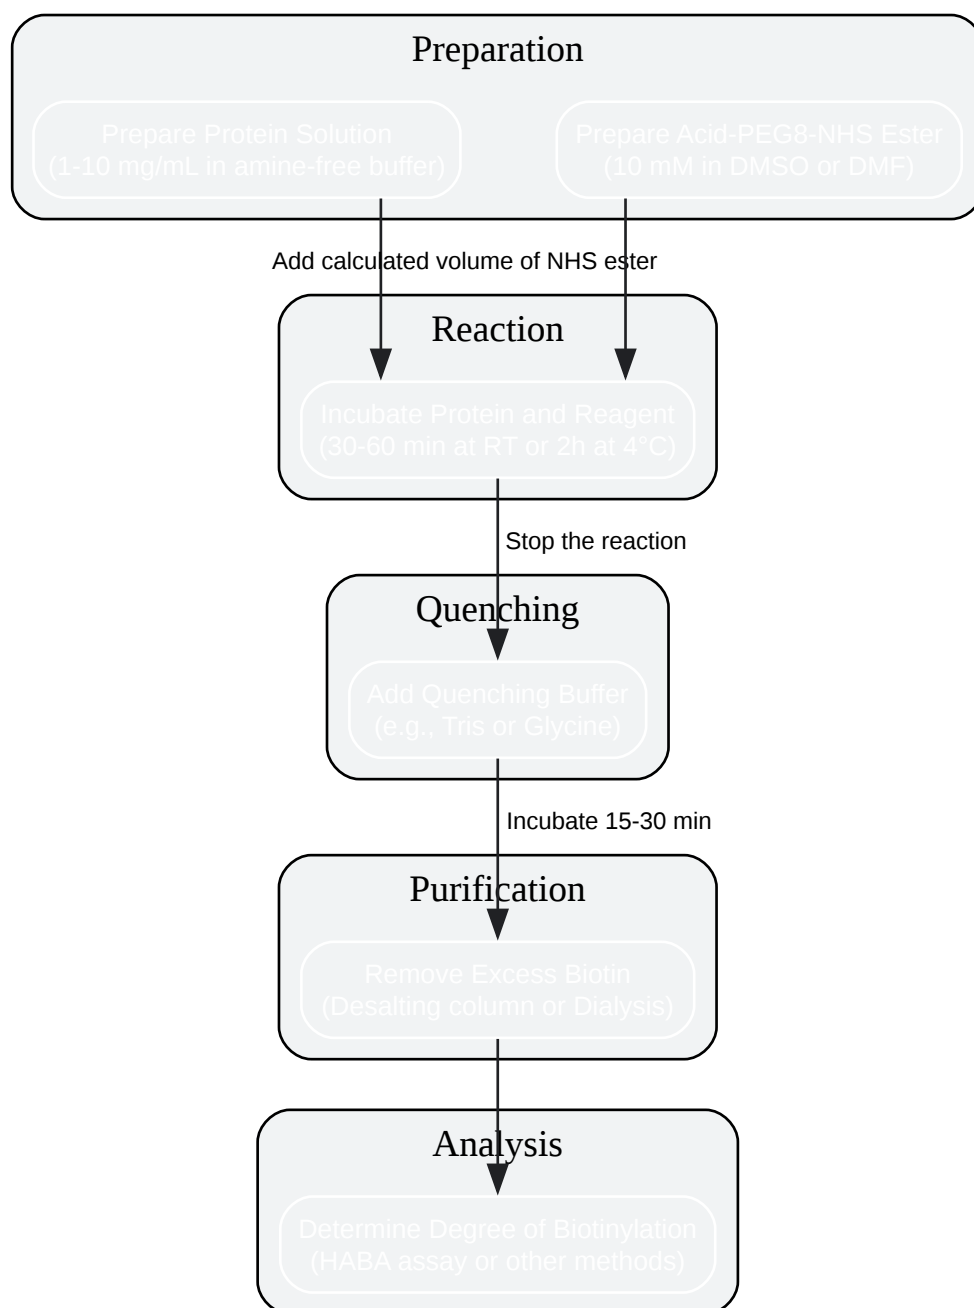 Preparation
Prepare Protein Solution
(1-10 mg/mL in amine-free buffer)
Prepare Acid-PEG8-NHS Ester
(10 mM in DMSO or DMF)
Add calculated volume of NHS ester
Reaction
Incubate Protein and Reagent
(30-60 min at RT or 2h at 4°C)
Stop the reaction
Quenching
Add Quenching Buffer
(e.g., Tris or Glycine)
Incubate 15-30 min
Purification
Remove Excess Biotin
(Desalting column or Dialysis)
Analysis
Determine Degree of Biotinylation
(HABA assay or other methods)